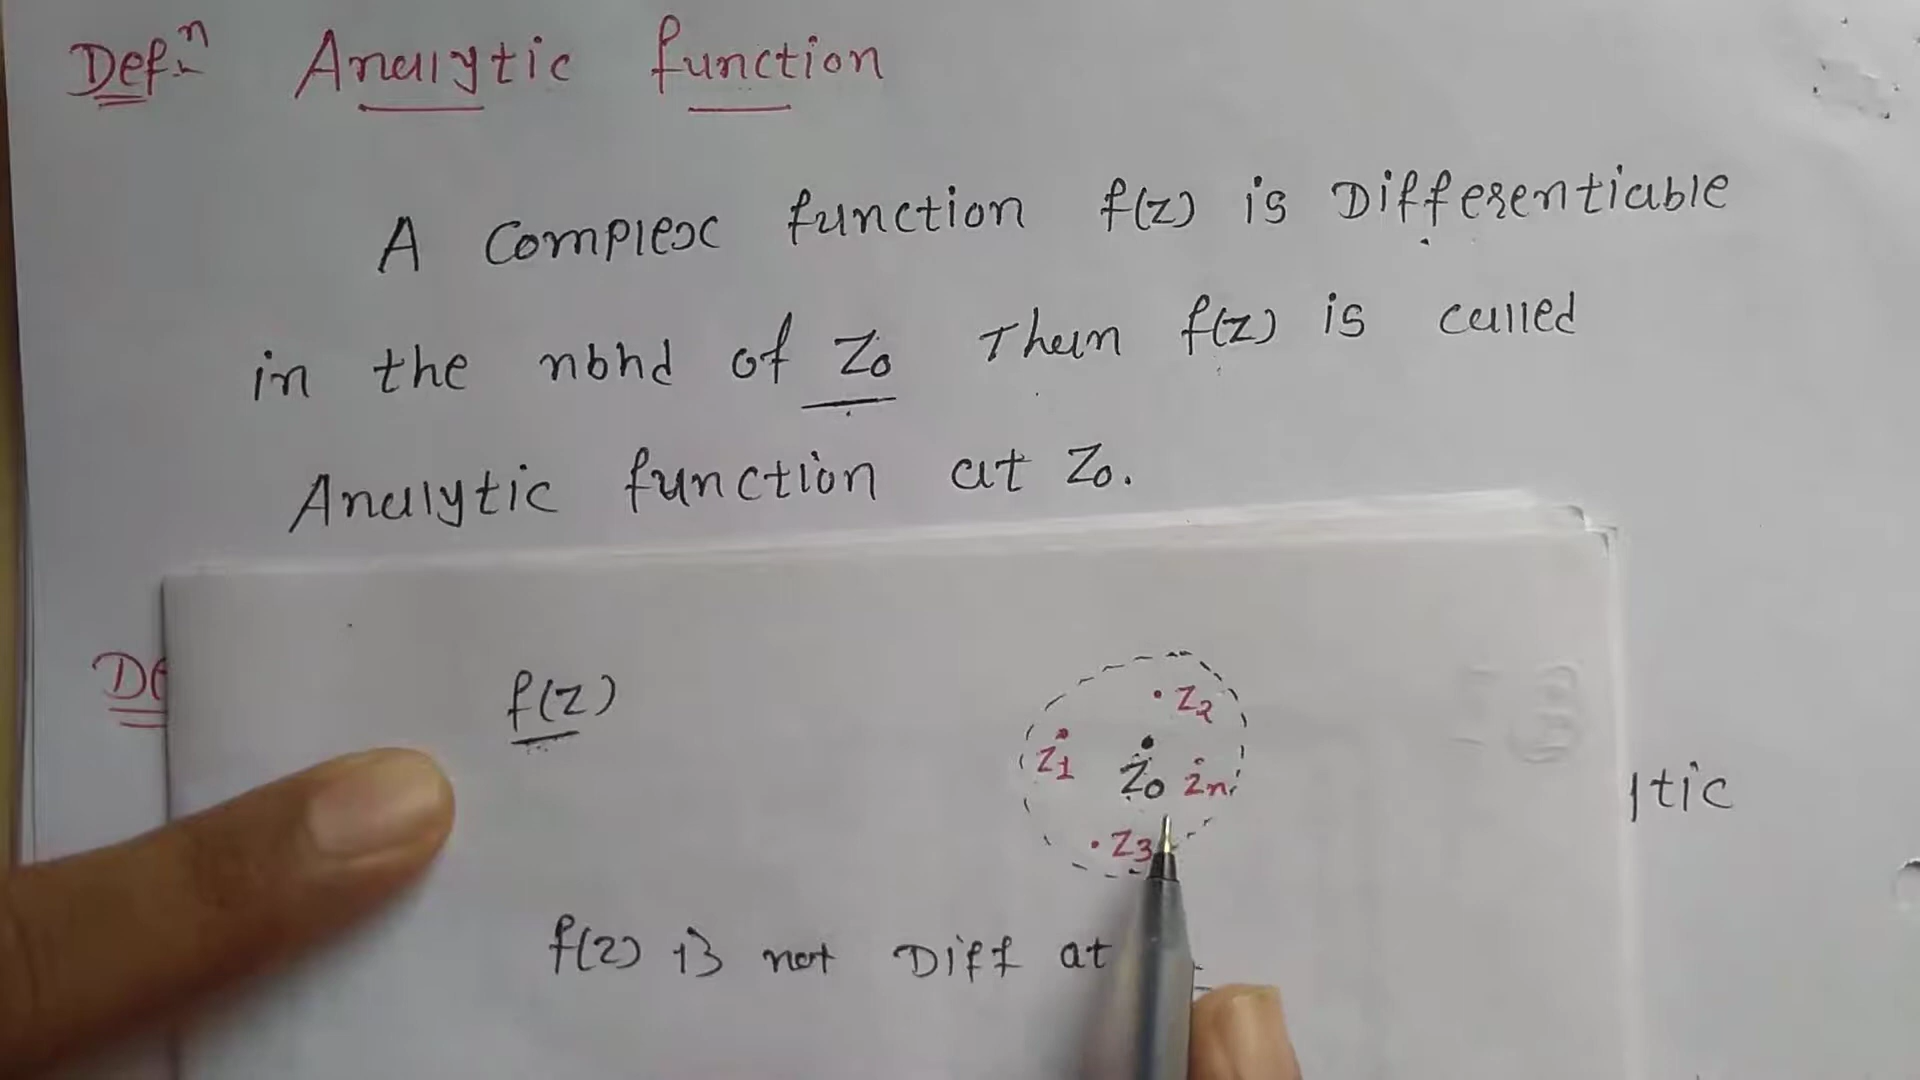 Defⁿ Analytic function
A complex function f(z) is Differentiable
in the nbhd of Z₀ Then f(z) is called
Analytic function at Z₀.
De
f(z)
Z₂
Z₁ Z₀ Zn
Z₃
ytic
f(z) is not Diff at